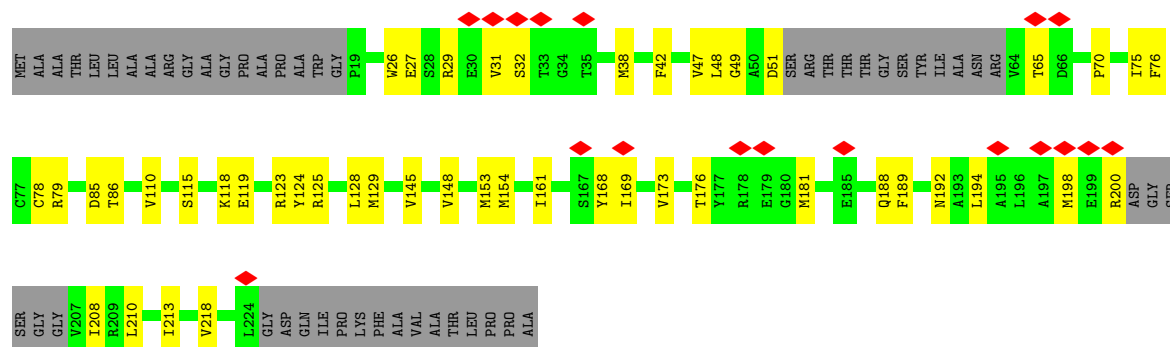 MET ALA ALA THR LEU LEU ALA ALA ALA ARG GLY ALA GLY PRO ALA PRO ALA TRP GLY P19 W26 E27 S28 R29 E30 V31 S32 T33 G34 T35 M38 F42 V47 L48 G49 A50 D51 SER ARG THR THR THR GLY SER TYR ILE ALA ASN ARG V64 T65 D66 P70 I75 F76
C77 C78 R79 D85 T86 V110 S115 K118 E119 R123 Y124 R125 L128 M129 V145 V148 M153 M154 I161 S167 Y168 I169 V173 T176 Y177 R178 E179 G180 M181 E185 Q188 F189 N192 A193 L194 A195 L196 A197 M198 E199 R200 ASP GLY SER
SER GLY GLY V207 I208 R209 L210 I213 V218 L224 GLY ASP GLN ILE PRO LYS PHE ALA VAL ALA THR LEU PRO PRO ALA